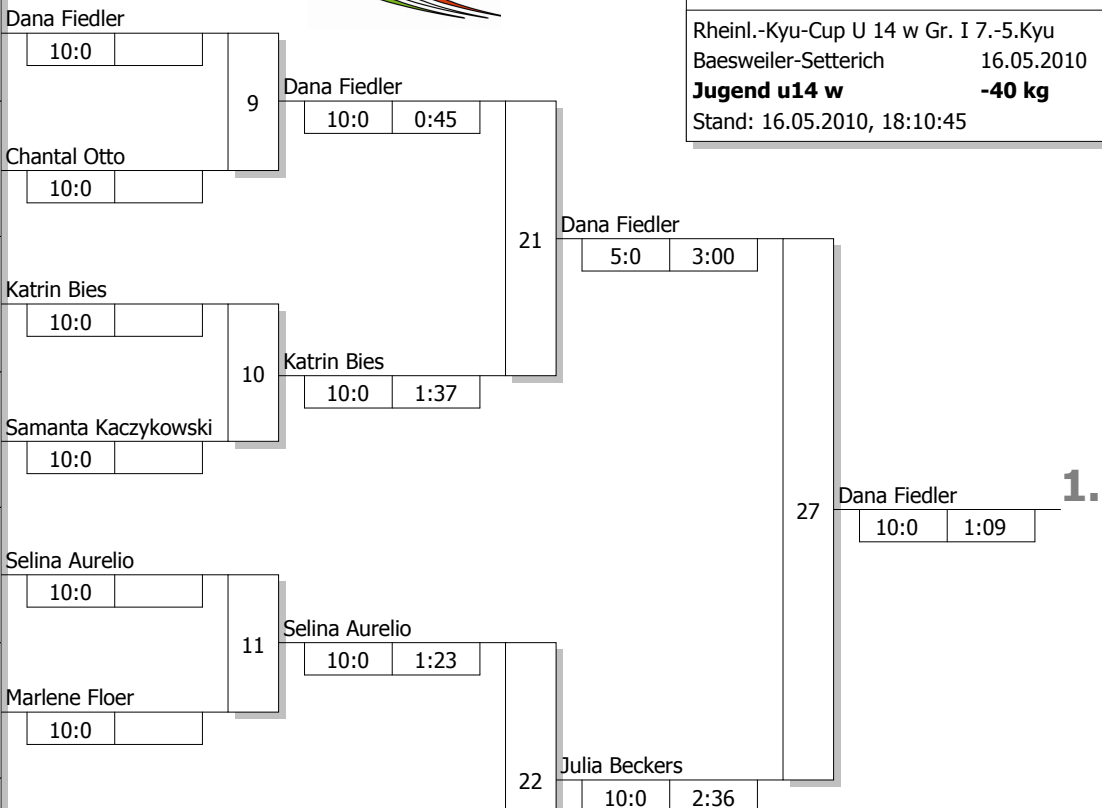 Rheinl.-Kyu-Cup U 14 w Gr. I 7.-5.Kyu
Baesweiler-Setterich 16.05.2010
Jugend u14 w -40 kg
Stand: 16.05.2010, 18:10:45
Dana Fiedler
10:0
9
Chantal Otto
10:0
Dana Fiedler
10:0 0:45
21
Katrin Bies
10:0
10
Samanta Kaczykowski
10:0
Katrin Bies
10:0 1:37
Dana Fiedler
5:0 3:00
27
Selina Aurelio
10:0
11
Marlene Floer
10:0
Selina Aurelio
10:0 1:23
22
Julia Beckers
10:0 2:36
Dana Fiedler
10:0 1:09
1.